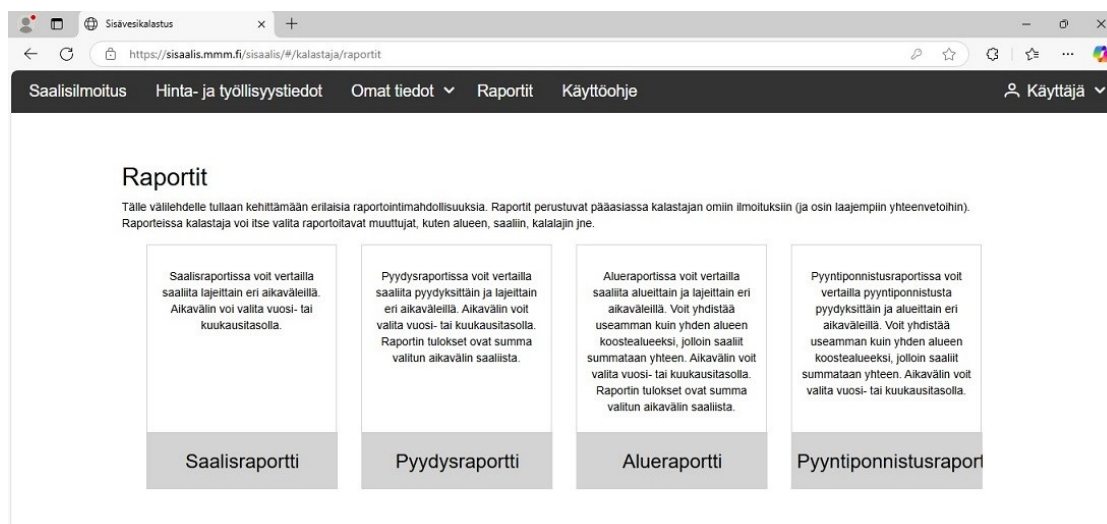 Sisävesikalastus
https://sisaalis.mmm.fi/sisaalis/#/kalastaja/raportit
Saalisilmoitus Hinta- ja työllisyystiedot Omat tiedot Raportit Käyttöohje Käyttäjä
Raportit
Tälle välilehdelle tullaan kehittämään erilaisia raportointimahdollisuuksia. Raportit perustuvat pääasiassa kalastajan omiin ilmoituksiin (ja osin laajempiin yhteenvetoihin).
Raporteissa kalastaja voi itse valita raportoitavat muuttujat, kuten alueen, saaliin, kalalajin jne.
Saalisraportissa voit vertailla
saaliita lajeittain eri aikaväleillä.
Aikavälin voi valita vuosi- tai
kuukausitasolla.
Saalisraportti
Pyydysraportissa voit vertailla
saaliita pyydyksittäin ja lajeittain
eri aikaväleillä. Aikavälin voit
valita vuosi- tai kuukausitasolla.
Raportin tulokset ovat summa
valitun aikavälin saaliista.
Pyydysraportti
Alueraportissa voit vertailla
saaliita alueittain ja lajeittain eri
aikaväleillä. Voit yhdistää
useamman kuin yhden alueen
koostealueeksi, jolloin saaliit
summataan yhteen. Aikavälin voit
valita vuosi- tai kuukausitasolla.
Raportin tulokset ovat summa
valitun aikavälin saaliista.
Alueraportti
Pyyntiponnistusraportissa voit
vertailla pyyntiponnistusta
pyydyksittäin ja alueittain eri
aikaväleillä. Voit yhdistää
useamman kuin yhden alueen
koostealueeksi, jolloin saaliit
summataan yhteen. Aikavälin voit
valita vuosi- tai kuukausitasolla.
Pyyntiponnistusraport